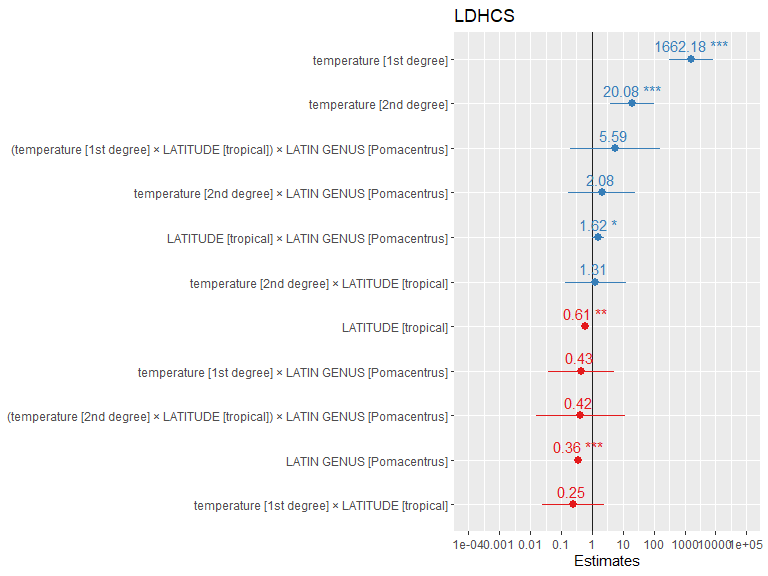 LDHCS
temperature [1st degree]
1662.18 ***
temperature [2nd degree]
20.08 ***
(temperature [1st degree] × LATITUDE [tropical]) × LATIN GENUS [Pomacentrus]
5.59
temperature [2nd degree] × LATIN GENUS [Pomacentrus]
2.08
LATITUDE [tropical] × LATIN GENUS [Pomacentrus]
1.62 *
temperature [2nd degree] × LATITUDE [tropical]
1.31
LATITUDE [tropical]
0.61 **
temperature [1st degree] × LATIN GENUS [Pomacentrus]
0.43
(temperature [2nd degree] × LATITUDE [tropical]) × LATIN GENUS [Pomacentrus]
0.42
LATIN GENUS [Pomacentrus]
0.36 ***
temperature [1st degree] × LATITUDE [tropical]
0.25
1e-04 0.001 0.01 0.1 1 10 100 1000 10000 1e+05
Estimates